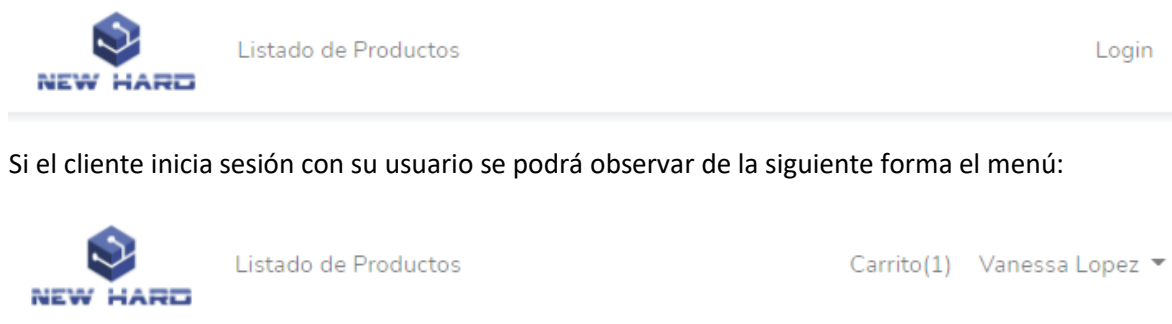 Listado de Productos Login
NEW HARD
Si el cliente inicia sesión con su usuario se podrá observar de la siguiente forma el menú:
Listado de Productos Carrito(1) Vanessa Lopez
NEW HARD